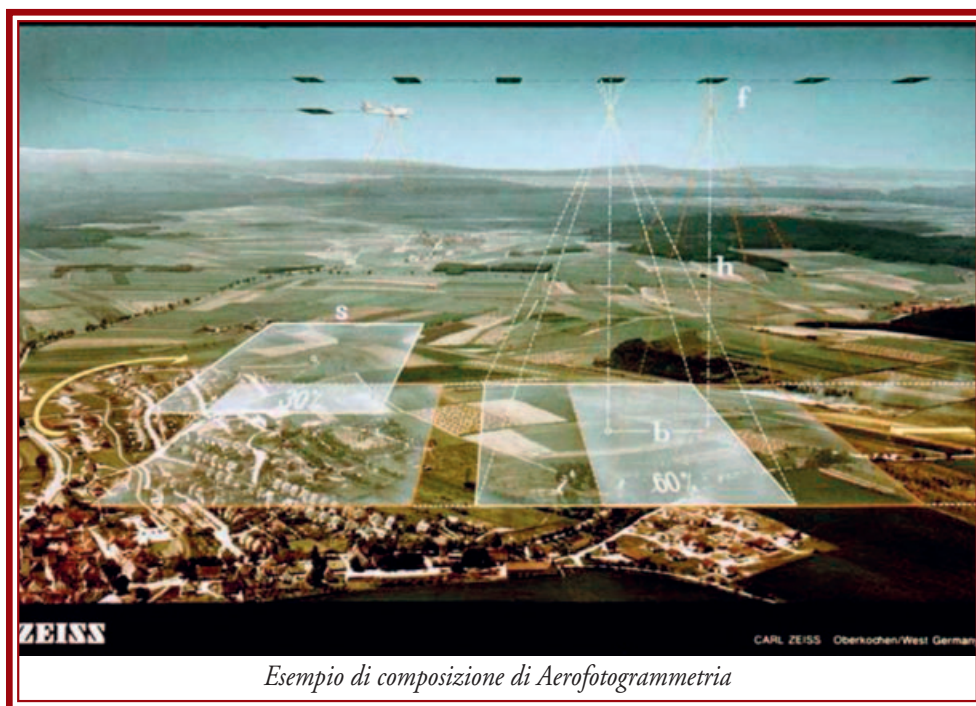 f
h
s
30%
b
60%
ZEISS
CARL ZEISS Oberkochen/West German
Esempio di composizione di Aerofotogrammetria